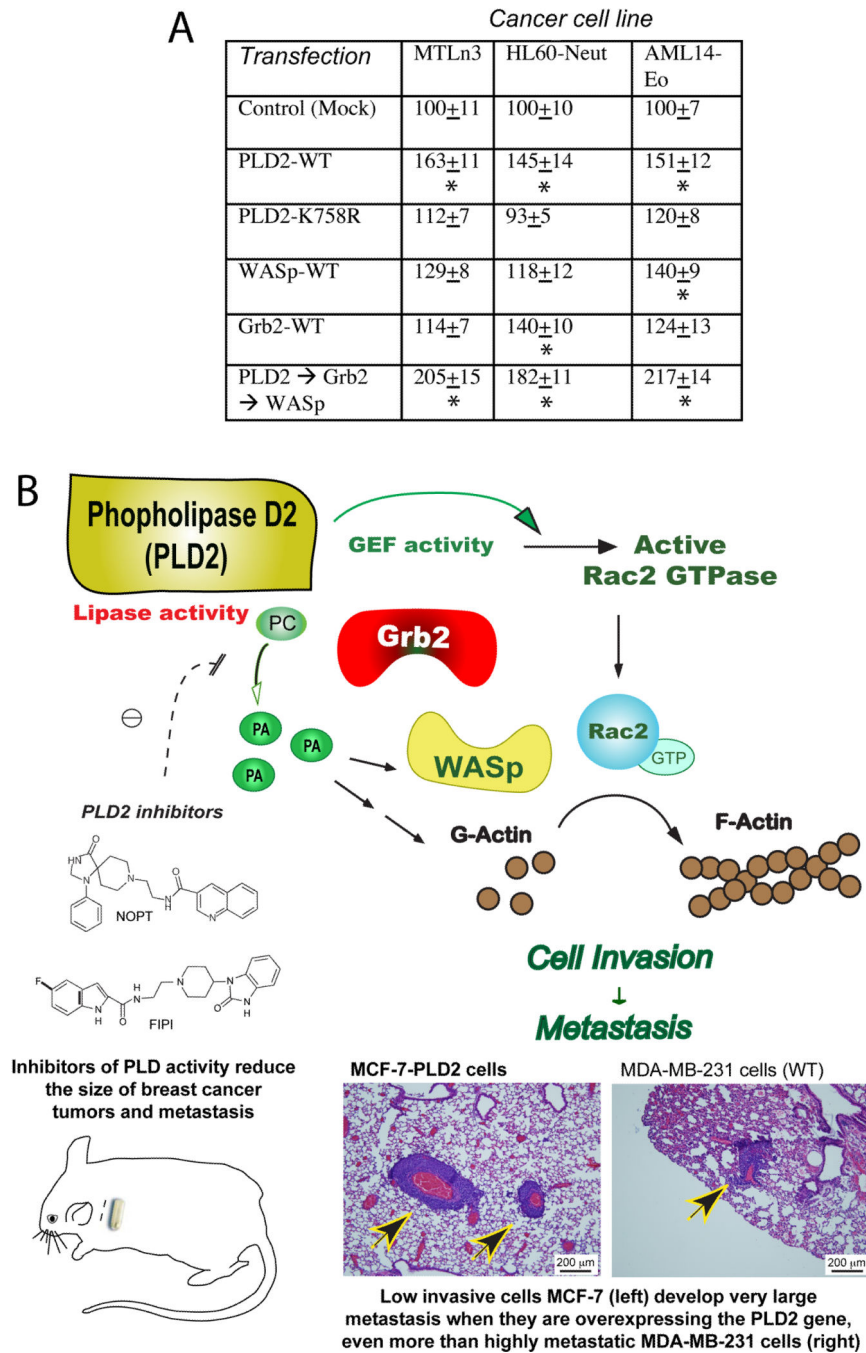 A
Cancer cell line
Transfection
MTLn3
HL60-Neut
AML14-
Eo
Control (Mock)
100±11
100±10
100±7
PLD2-WT
163±11
*
145±14
*
151±12
*
PLD2-K758R
112±7
93±5
120±8
WASp-WT
129±8
118±12
140±9
*
Grb2-WT
114±7
140±10
*
124±13
PLD2 → Grb2
→ WASp
205±15
*
182±11
*
217±14
*
B
Phopholipase D2
(PLD2)
GEF activity
Active
Rac2 GTPase
Lipase activity
PC
Grb2
PA
PA
PA
WASp
Rac2
GTP
PLD2 inhibitors
G-Actin
F-Actin
O
HN
N
N
N
H
O
N
NOPT
F
N
H
O
N
H
N
N
O
N
H
FIPI
Cell Invasion
Metastasis
Inhibitors of PLD activity reduce
the size of breast cancer
tumors and metastasis
MCF-7-PLD2 cells
MDA-MB-231 cells (WT)
200 µm
200 µm
Low invasive cells MCF-7 (left) develop very large
metastasis when they are overexpressing the PLD2 gene,
even more than highly metastatic MDA-MB-231 cells (right)